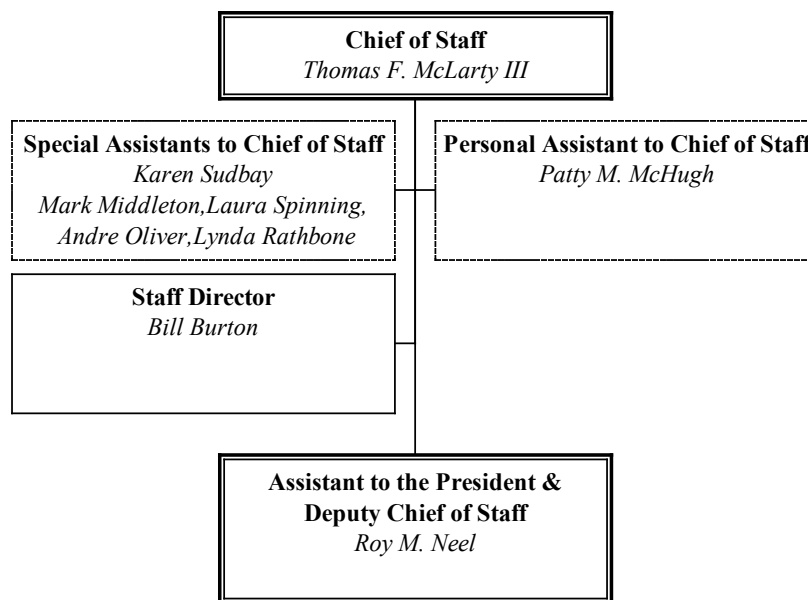 Chief of Staff
Thomas F. McLarty III
Special Assistants to Chief of Staff
Karen Sudbay
Mark Middleton,Laura Spinning,
Andre Oliver,Lynda Rathbone
Personal Assistant to Chief of Staff
Patty M. McHugh
Staff Director
Bill Burton
Assistant to the President &
Deputy Chief of Staff
Roy M. Neel